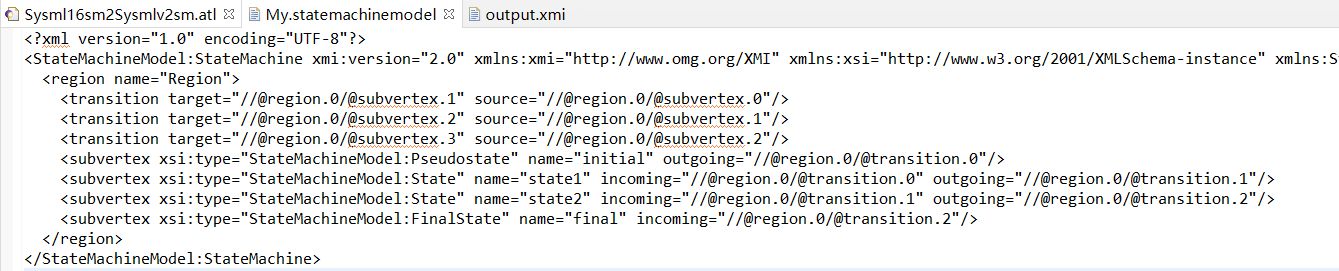 Sysml16sm2Sysmlv2sm.atl My.statemachinemodel output.xmi
<?xml version="1.0" encoding="UTF-8"?>
<StateMachineModel:StateMachine xmi:version="2.0" xmlns:xmi="http://www.omg.org/XMI" xmlns:xsi="http://www.w3.org/2001/XMLSchema-instance" xmlns:S
<region name="Region">
<transition target="//@region.0/@subvertex.1" source="//@region.0/@subvertex.0"/>
<transition target="//@region.0/@subvertex.2" source="//@region.0/@subvertex.1"/>
<transition target="//@region.0/@subvertex.3" source="//@region.0/@subvertex.2"/>
<subvertex xsi:type="StateMachineModel:Pseudostate" name="initial" outgoing="//@region.0/@transition.0"/>
<subvertex xsi:type="StateMachineModel:State" name="state1" incoming="//@region.0/@transition.0" outgoing="//@region.0/@transition.1"/>
<subvertex xsi:type="StateMachineModel:State" name="state2" incoming="//@region.0/@transition.1" outgoing="//@region.0/@transition.2"/>
<subvertex xsi:type="StateMachineModel:FinalState" name="final" incoming="//@region.0/@transition.2"/>
</region>
</StateMachineModel:StateMachine>